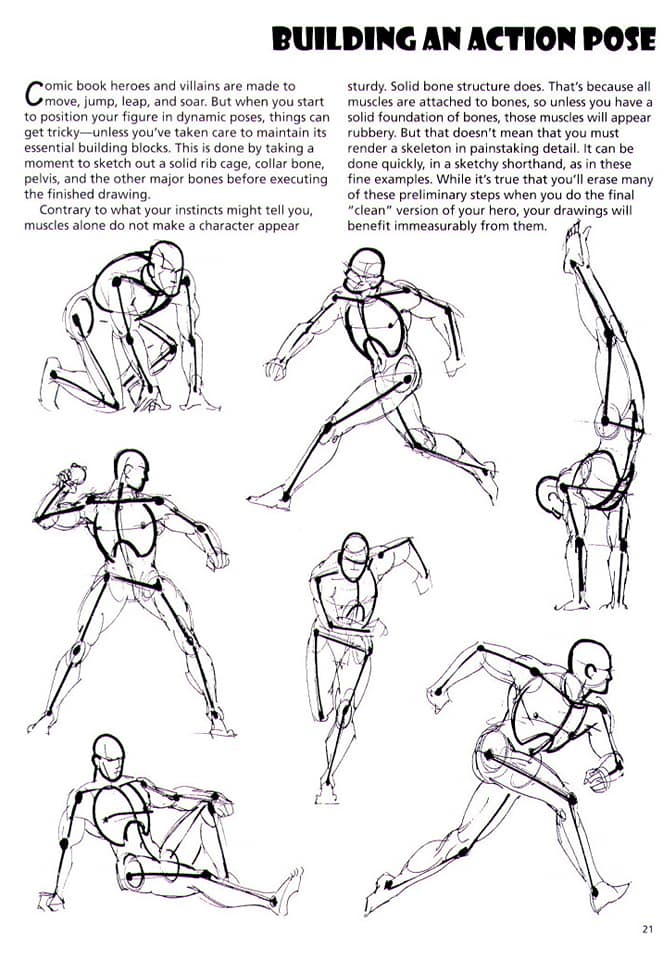 BUILDING AN ACTION POSE
Comic book heroes and villains are made to
move, jump, leap, and soar. But when you start
to position your figure in dynamic poses, things can
get tricky—unless you’ve taken care to maintain its
essential building blocks. This is done by taking a
moment to sketch out a solid rib cage, collar bone,
pelvis, and the other major bones before executing
the finished drawing.
Contrary to what your instincts might tell you,
muscles alone do not make a character appear
sturdy. Solid bone structure does. That’s because all
muscles are attached to bones, so unless you have a
solid foundation of bones, those muscles will appear
rubbery. But that doesn’t mean that you must
render a skeleton in painstaking detail. It can be
done quickly, in a sketchy shorthand, as in these
fine examples. While it’s true that you’ll erase many
of these preliminary steps when you do the final
“clean” version of your hero, your drawings will
benefit immeasurably from them.
21